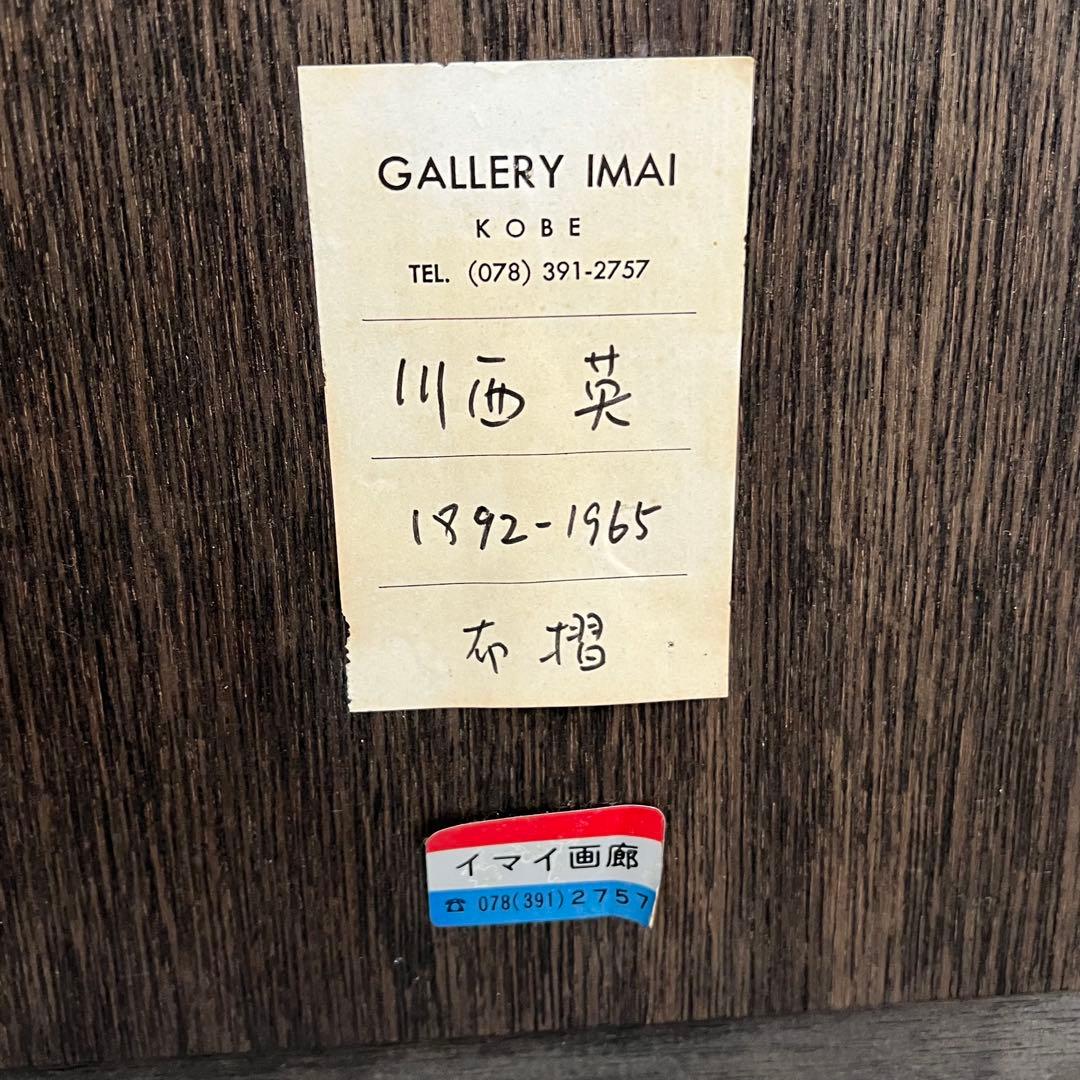 GALLERY IMAI
KOBE
TEL. (078) 391-2757
川西 英
1892-1965
布摺
イマイ画廊
☎ 078(391)2757